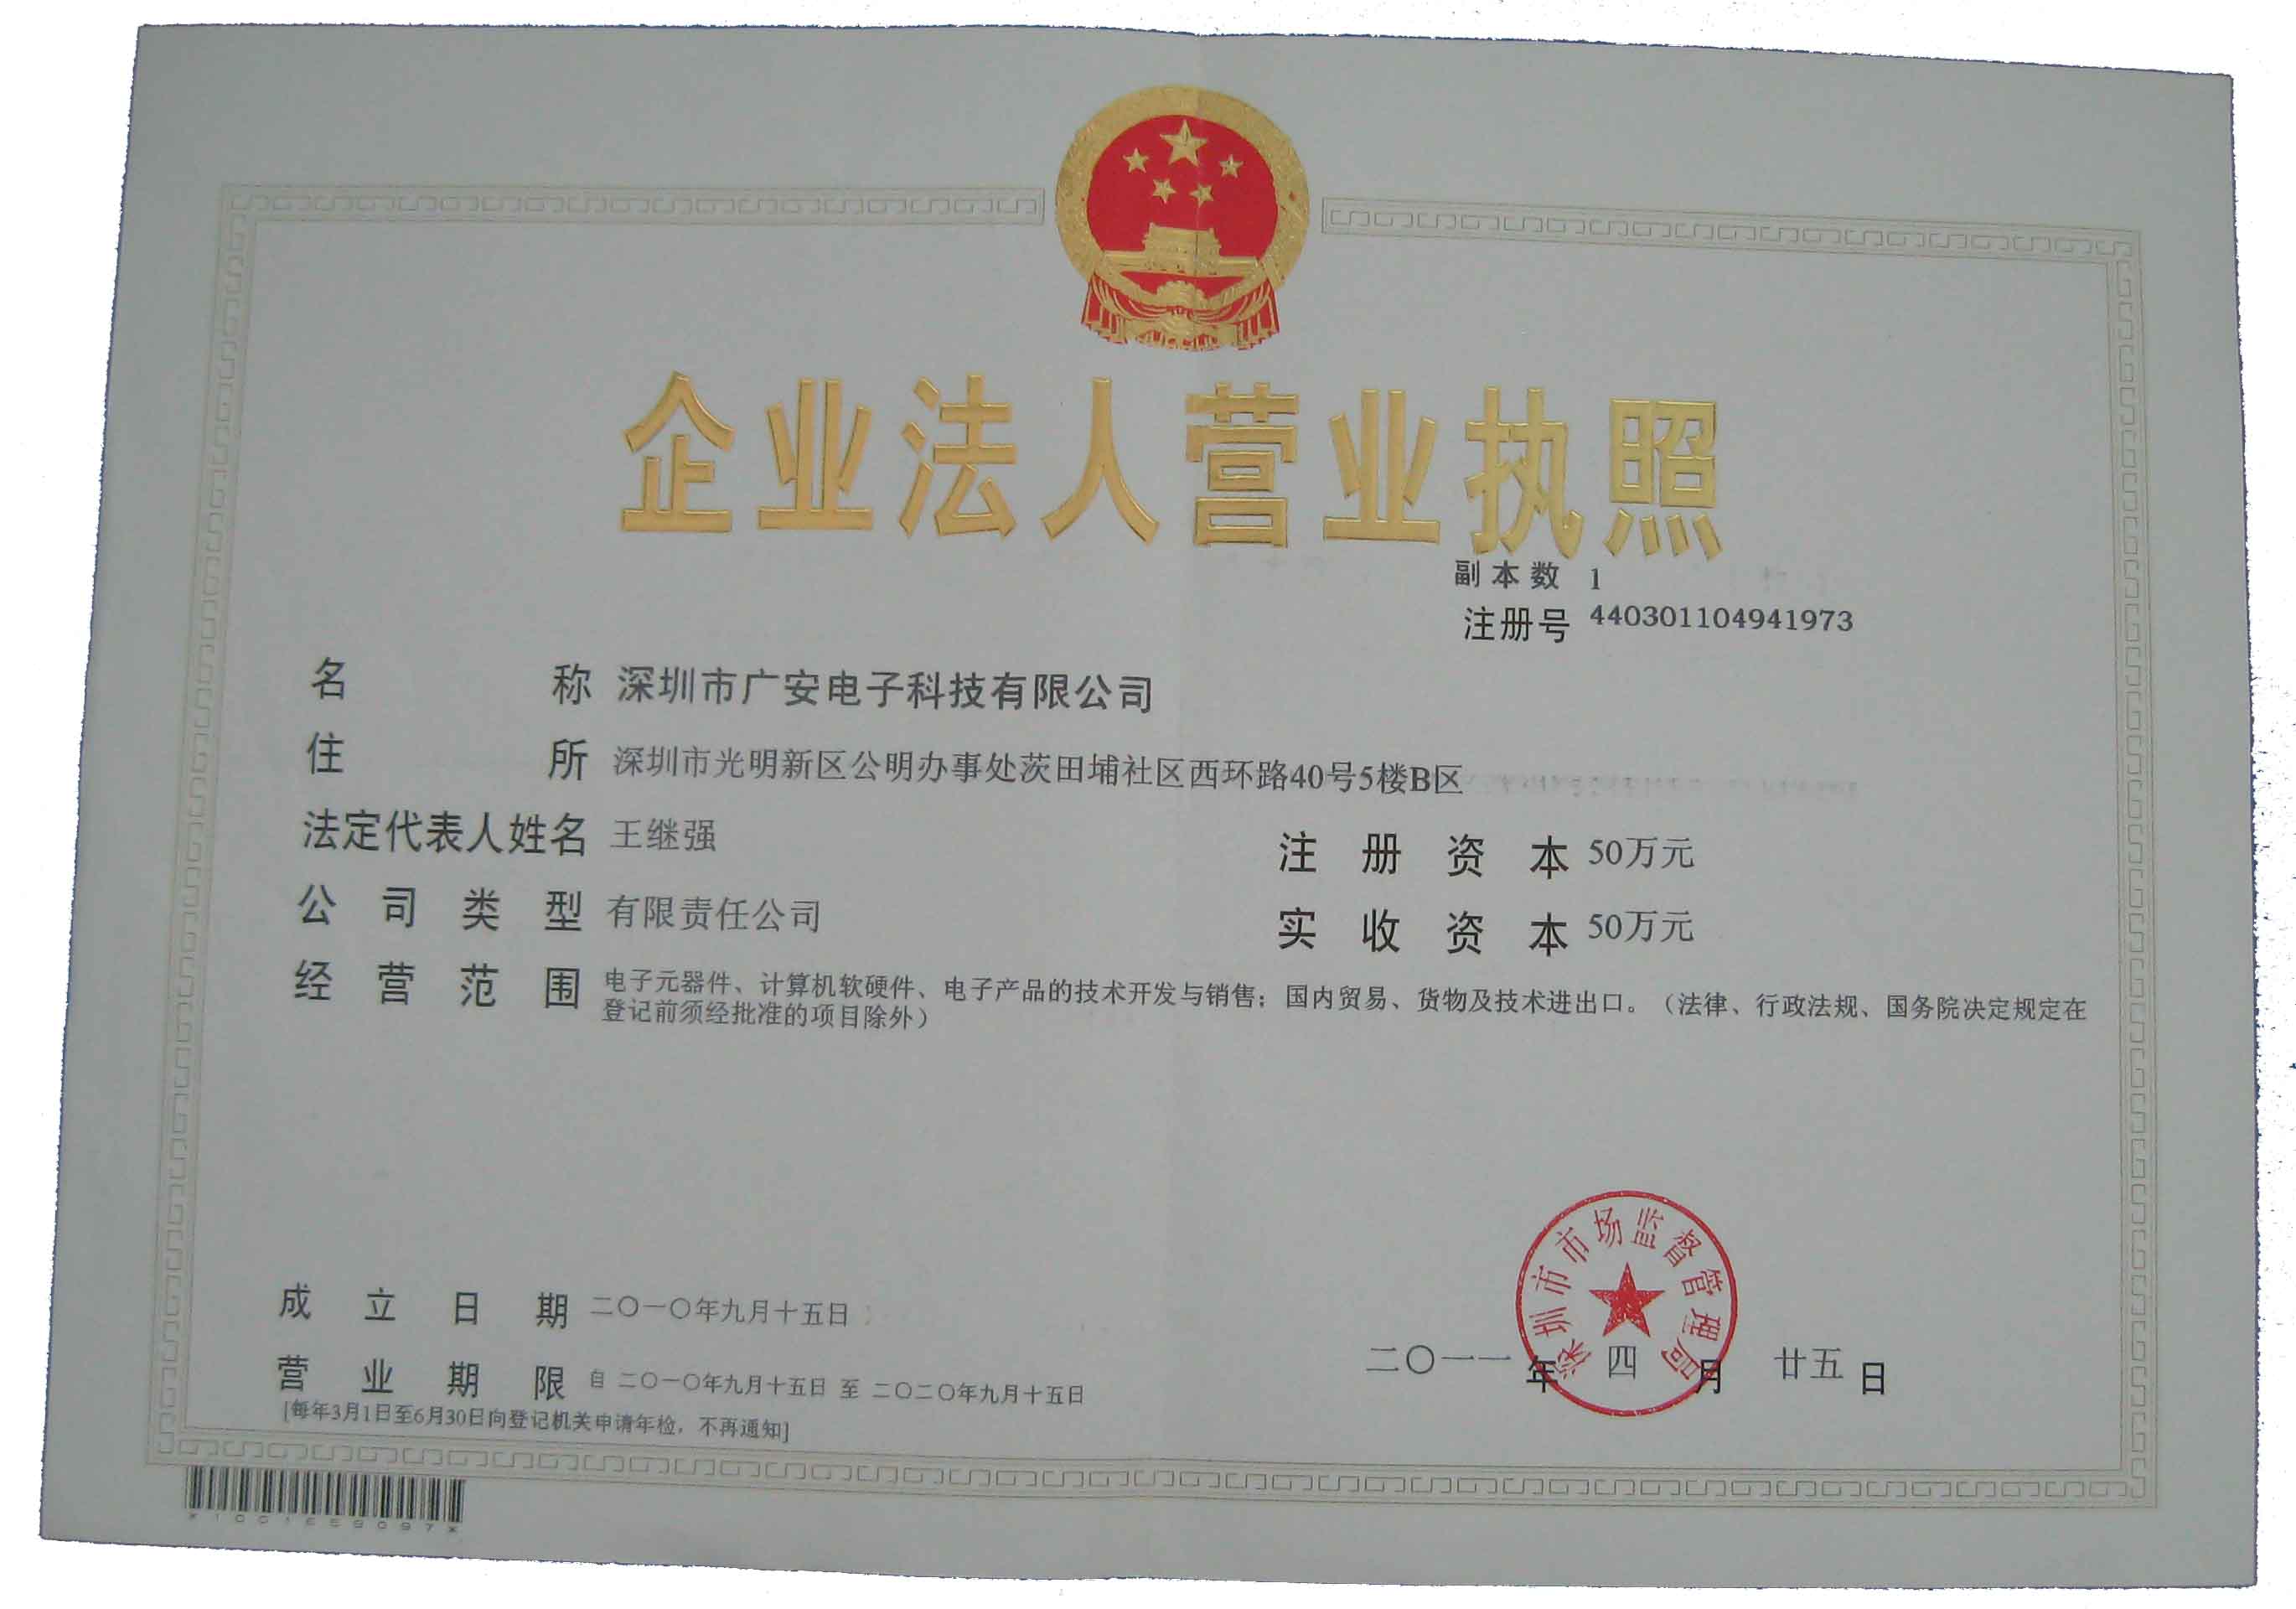 企业法人营业执照
副本数 1
注册号 440301104941973
名称 深圳市广安电子科技有限公司
住所 深圳市光明新区公明办事处茨田埔社区西环路40号5楼B区
法定代表人姓名 王继强
注册资本 50万元
公司类型 有限责任公司
实收资本 50万元
经营范围 电子元器件、计算机软硬件、电子产品的技术开发与销售；国内贸易、货物及技术进出口。（法律、行政法规、国务院决定规定在
登记前须经批准的项目除外）
深圳市市场监督管理局
成立日期 二〇一〇年九月十五日
二〇一一年四月廿五日
营业期限 自 二〇一〇年九月十五日 至 二〇二〇年九月十五日
[每年3月1日至6月30日向登记机关申请年检，不再通知]